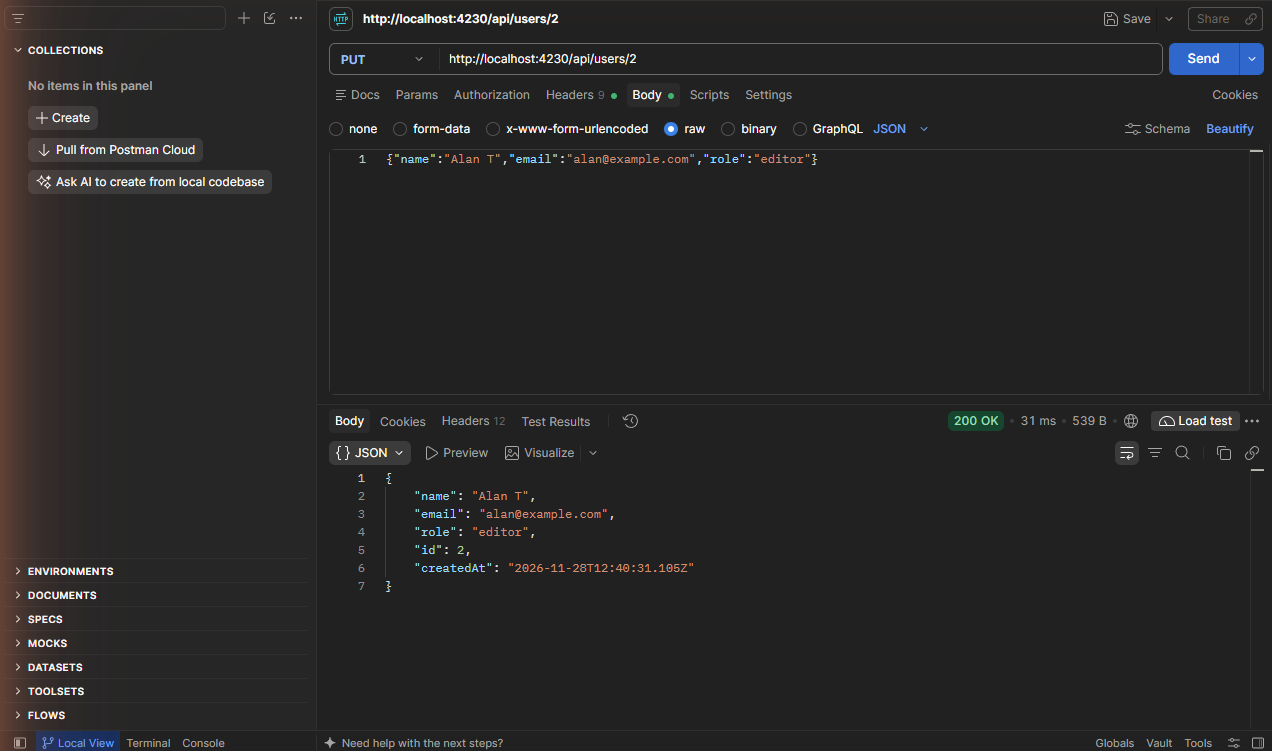 HTTP http://localhost:4230/api/users/2 Save Share
COLLECTIONS
No items in this panel
Create
Pull from Postman Cloud
Ask AI to create from local codebase
ENVIRONMENTS
DOCUMENTS
SPECS
MOCKS
DATASETS
TOOLSETS
FLOWS
PUT http://localhost:4230/api/users/2 Send
Docs Params Authorization Headers 9 Body Scripts Settings Cookies
none form-data x-www-form-urlencoded raw binary GraphQL JSON Schema Beautify
1 {"name":"Alan T","email":"alan@example.com","role":"editor"}
Body Cookies Headers 12 Test Results 200 OK • 31 ms • 539 B • Load test
{} JSON Preview Visualize
1 {
2 "name": "Alan T",
3 "email": "alan@example.com",
4 "role": "editor",
5 "id": 2,
6 "createdAt": "2026-11-28T12:40:31.105Z"
7 }
Local View Terminal Console Need help with the next steps? Globals Vault Tools